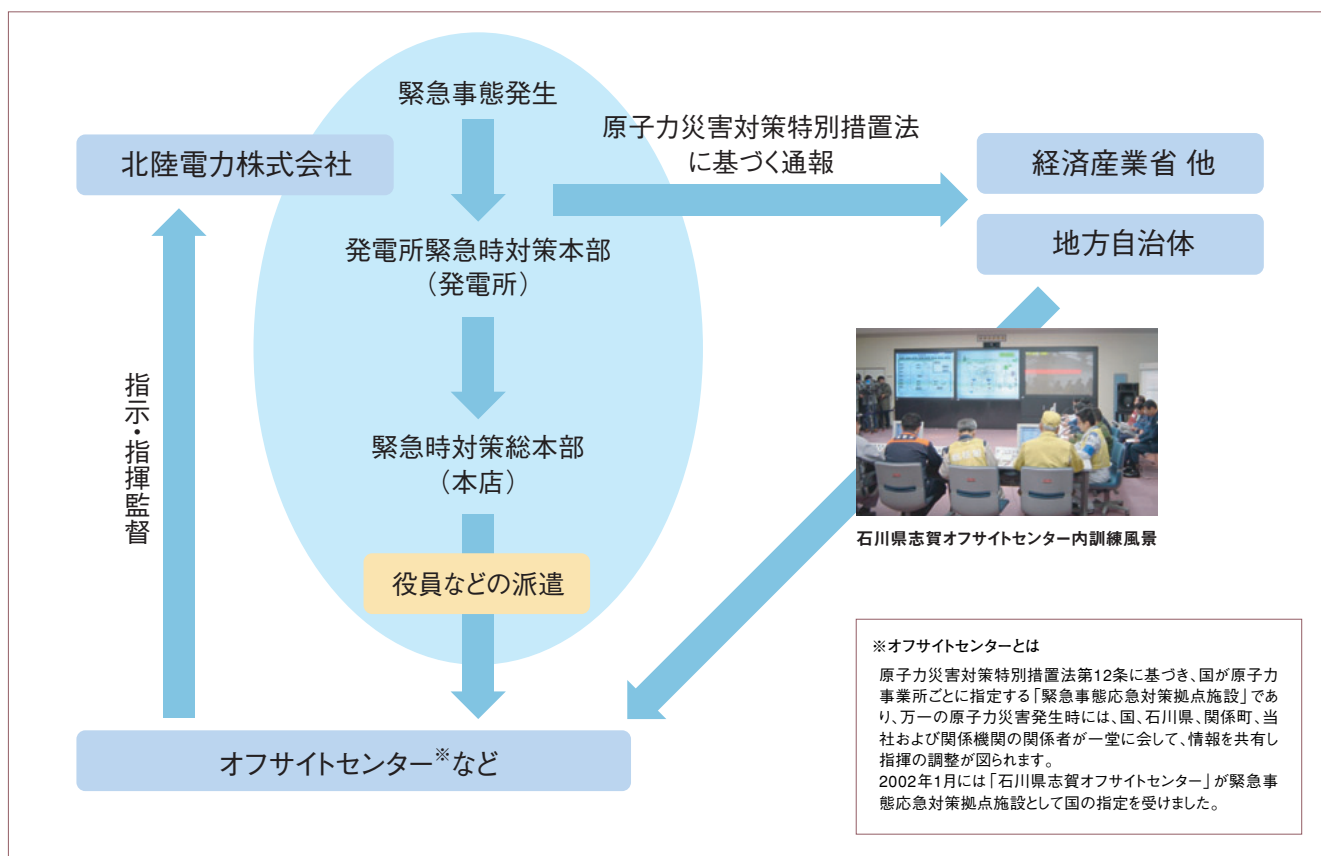 緊急事態発生
北陸電力株式会社
原子力災害対策特別措置法
に基づく通報
経済産業省 他
地方自治体
発電所緊急時対策本部
(発電所)
指示・指揮監督
緊急時対策総本部
(本店)
役員などの派遣
オフサイトセンター※など
石川県志賀オフサイトセンター内訓練風景
※オフサイトセンターとは
原子力災害対策特別措置法第12条に基づき、国が原子力
事業所ごとに指定する「緊急事態応急対策拠点施設」であ
り、万一の原子力災害発生時には、国、石川県、関係町、当
社および関係機関の関係者が一堂に会して、情報を共有し
指揮の調整が図られます。
2002年1月には「石川県志賀オフサイトセンター」が緊急事
態応急対策拠点施設として国の指定を受けました。